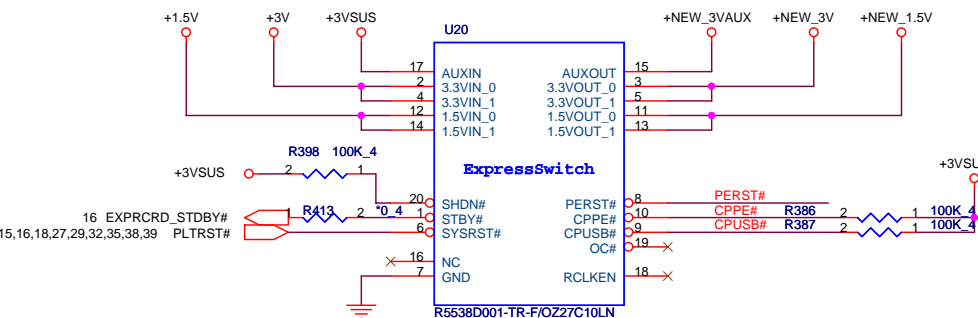 +1.5V +3V +3VSUS +NEW_3VAUX +NEW_3V +NEW_1.5V
U20
17 AUXIN AUXOUT 15
2 3.3VIN_0 3.3VOUT_0 3
4 3.3VIN_1 3.3VOUT_1 5
12 1.5VIN_0 1.5VOUT_0 11
14 1.5VIN_1 1.5VOUT_1 13
R398 100K_4
ExpressSwitch
+3VSUS 2 1
+3VSU
20 SHDN# PERST# 8 PERST#
16 EXPRCRD_STDBY# 1 R413 2 *0_4 1 STBY# CPPE# 10 CPPE# R386 2 1 100K_4
15,16,18,27,29,32,35,38,39 PLTRST# 6 SYSRST# CPUSB# 9 CPUSB# R387 2 1 100K_4
OC# 19
16 NC
7 GND RCLKEN 18
R5538D001-TR-F/OZ27C10LN